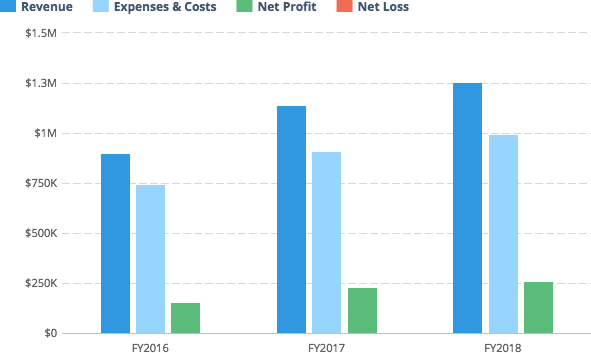 Revenue Expenses & Costs Net Profit Net Loss
$1.5M
$1.3M
$1M
$750K
$500K
$250K
$0
FY2016 FY2017 FY2018